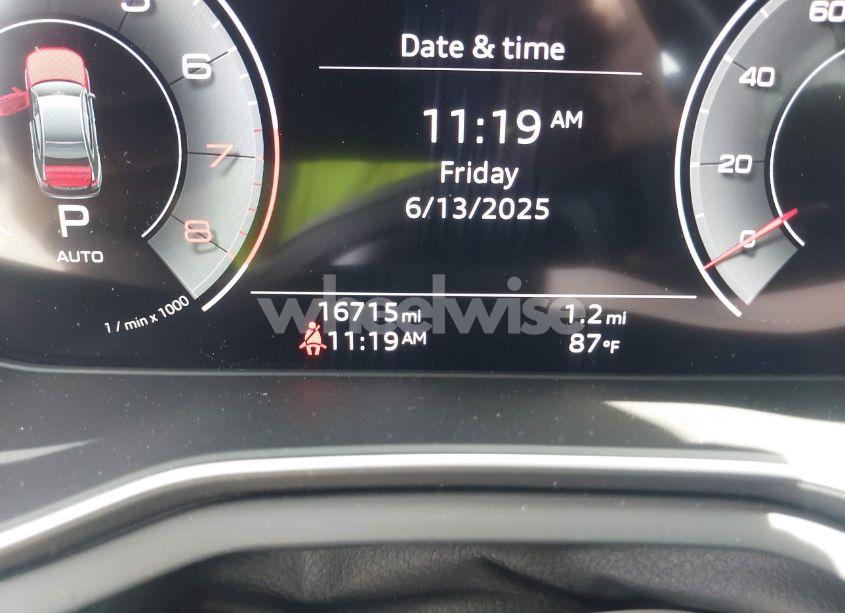 Date & time
11:19 AM
Friday
6/13/2025
6
7
8
P
AUTO
1 / min x 1000
60
40
20
0
16715 mi
1.2 mi
11:19 AM
87°F
wheelwise